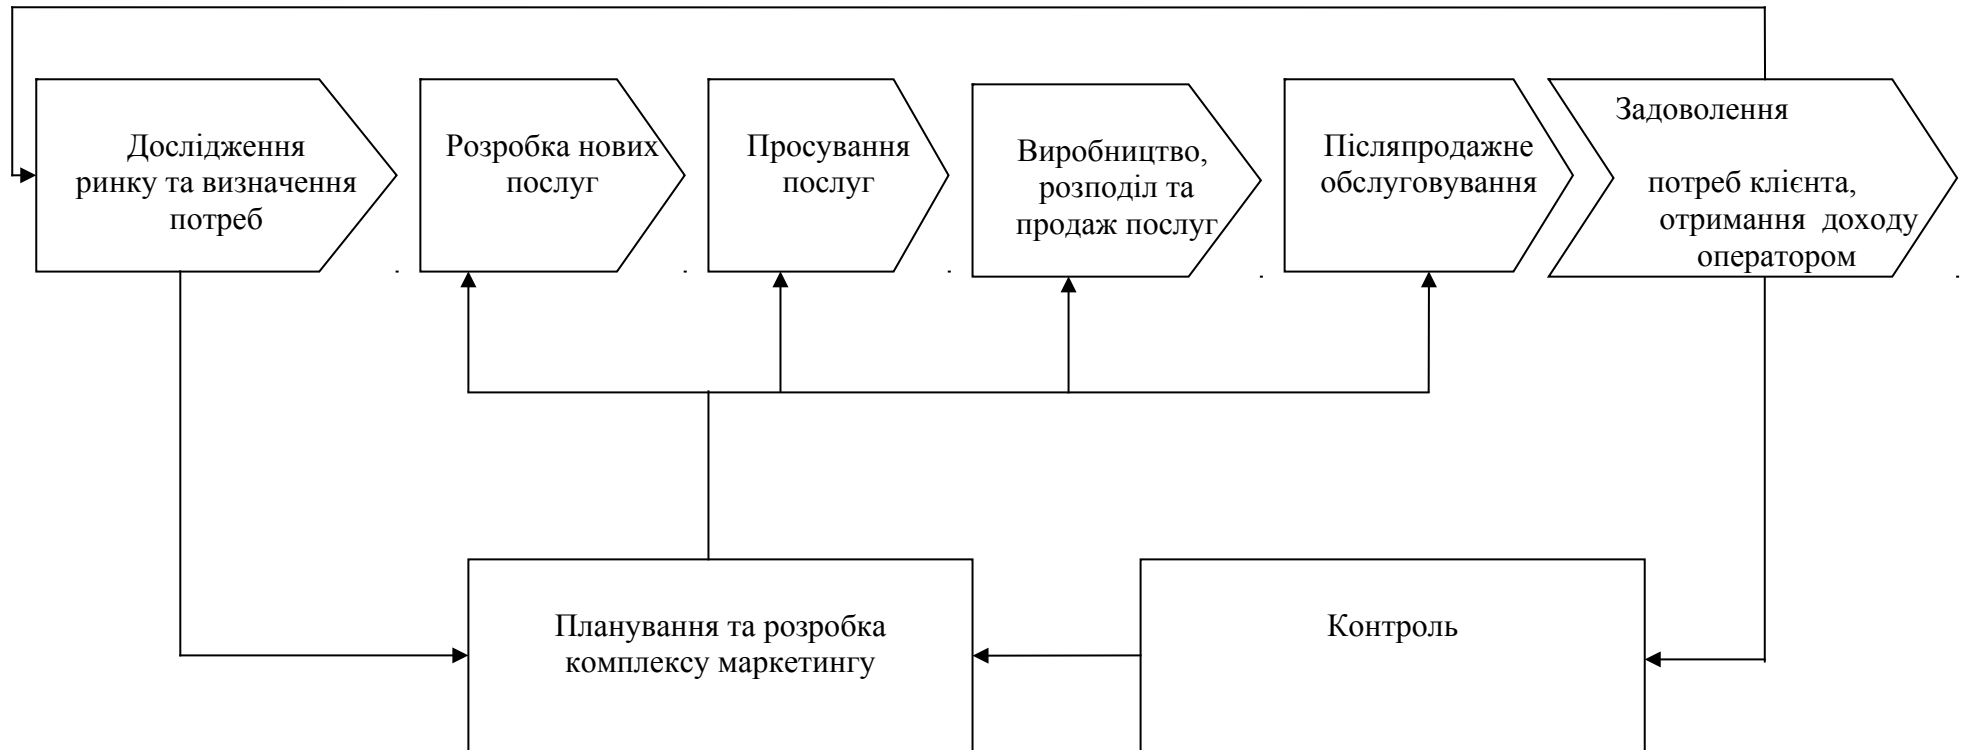 Дослідження
ринку та визначення
потреб
Розробка нових
послуг
Просування
послуг
Виробництво,
розподіл та
продаж послуг
Післяпродажне
обслуговування
Задоволення
потреб клієнта,
отримання доходу
оператором
Планування та розробка
комплексу маркетингу
Контроль